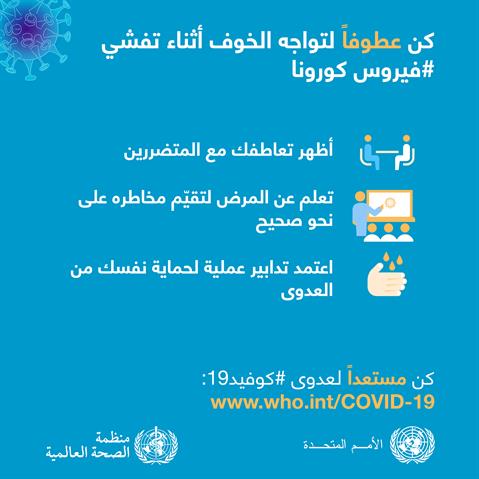 كن عطوفاً لتواجه الخوف أثناء تفشي
#فيروس كورونا
أظهر تعاطفك مع المتضررين
تعلم عن المرض لتقيّم مخاطره على
نحو صحيح
اعتمد تدابير عملية لحماية نفسك من
العدوى
كن مستعداً لعدوى #كوفيد19:
www.who.int/COVID-19
الأمم المتحدة
منظمة
الصحة العالمية